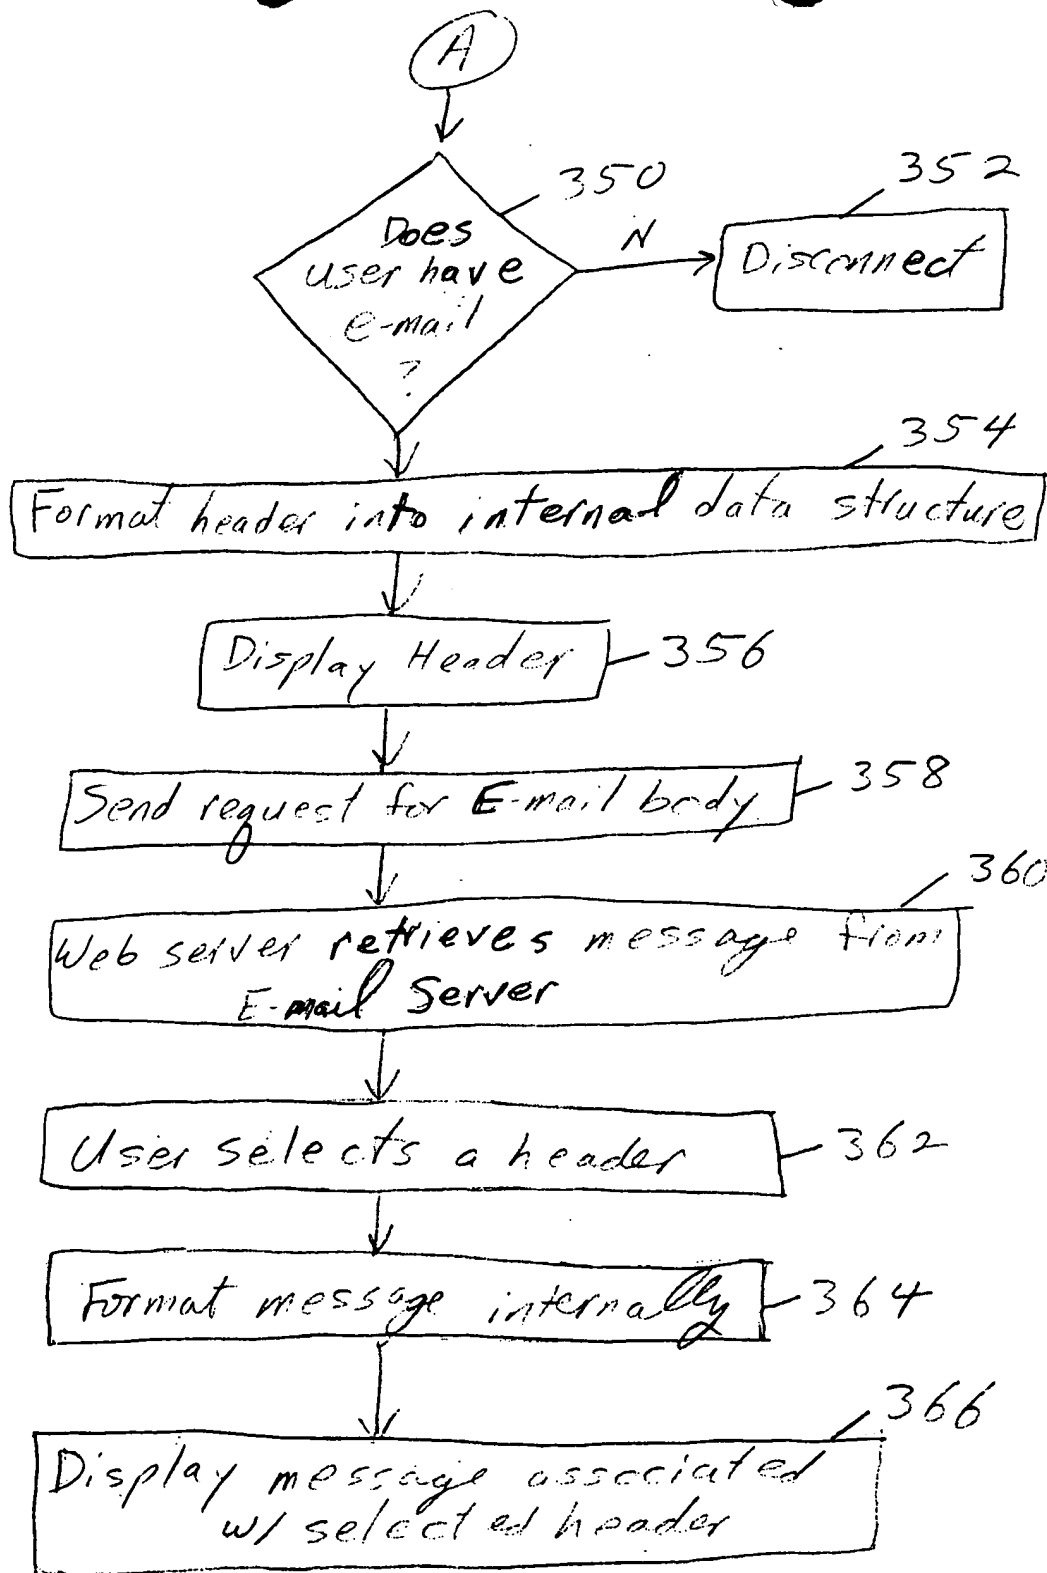 A
350
352
Does
user have
e-mail
?
N
Disconnect
354
Format header into internal data structure
Display Header
356
Send request for E-mail body
358
360
Web server retrieves message from
E-mail Server
User selects a header
362
Format message internally
364
366
Display message associated
w/ selected header